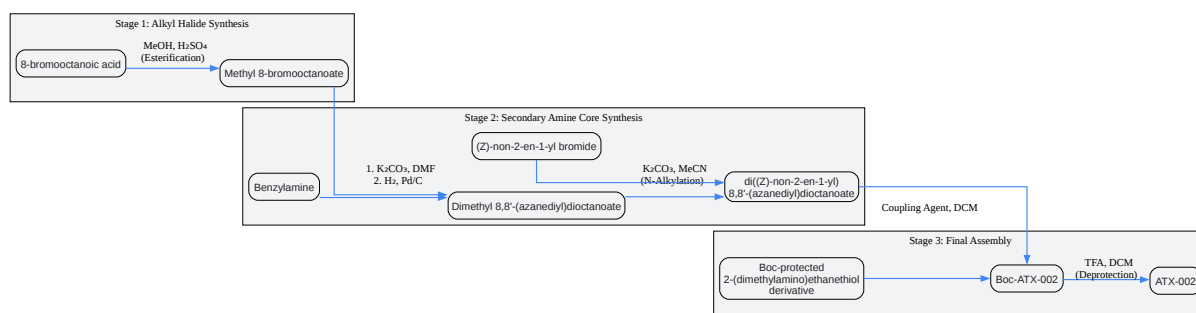 Stage 1: Alkyl Halide Synthesis
8-bromooctanoic acid
MeOH, H₂SO₄
(Esterification)
Methyl 8-bromooctanoate
Stage 2: Secondary Amine Core Synthesis
(Z)-non-2-en-1-yl bromide
Benzylamine
1. K₂CO₃, DMF
2. H₂, Pd/C
Dimethyl 8,8'-(azanediyl)dioctanoate
K₂CO₃, MeCN
(N-Alkylation)
di((Z)-non-2-en-1-yl)
8,8'-(azanediyl)dioctanoate
Coupling Agent, DCM
Stage 3: Final Assembly
Boc-protected
2-(dimethylamino)ethanethiol
derivative
Boc-ATX-002
TFA, DCM
(Deprotection)
ATX-002